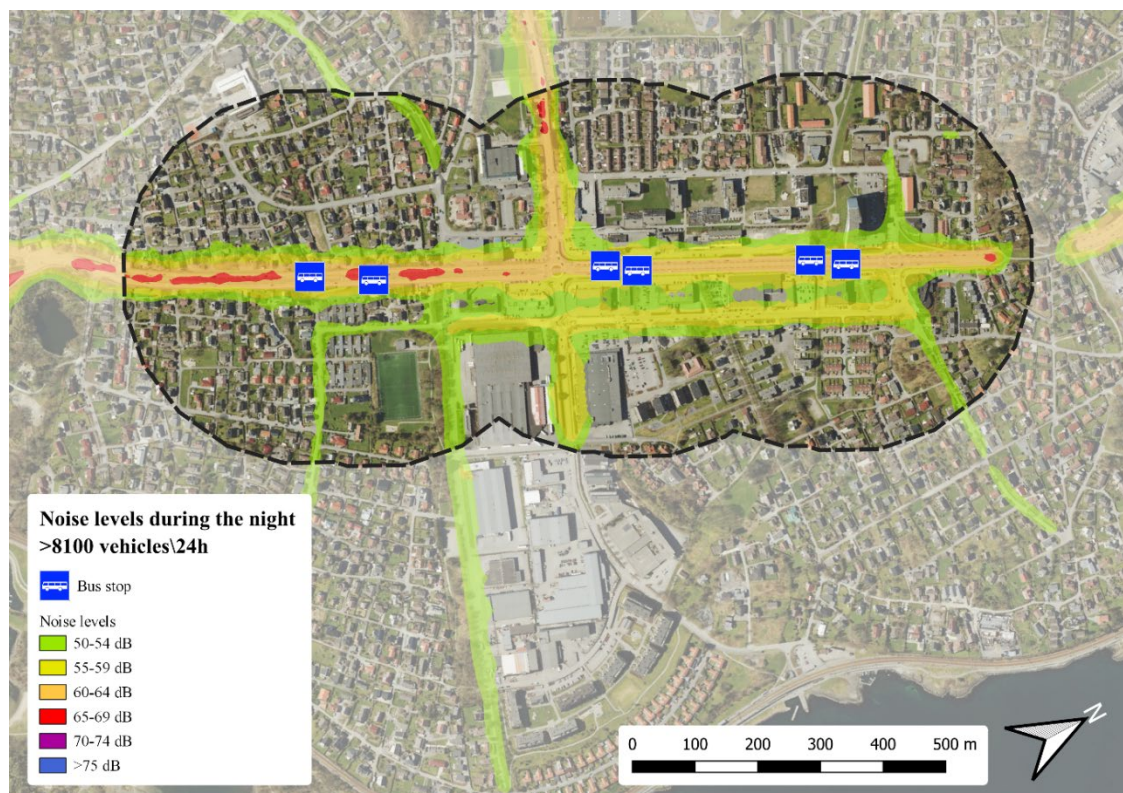 Noise levels during the night
>8100 vehicles\24h
Bus stop
Noise levels
50-54 dB
55-59 dB
60-64 dB
65-69 dB
70-74 dB
>75 dB
0 100 200 300 400 500 m
N